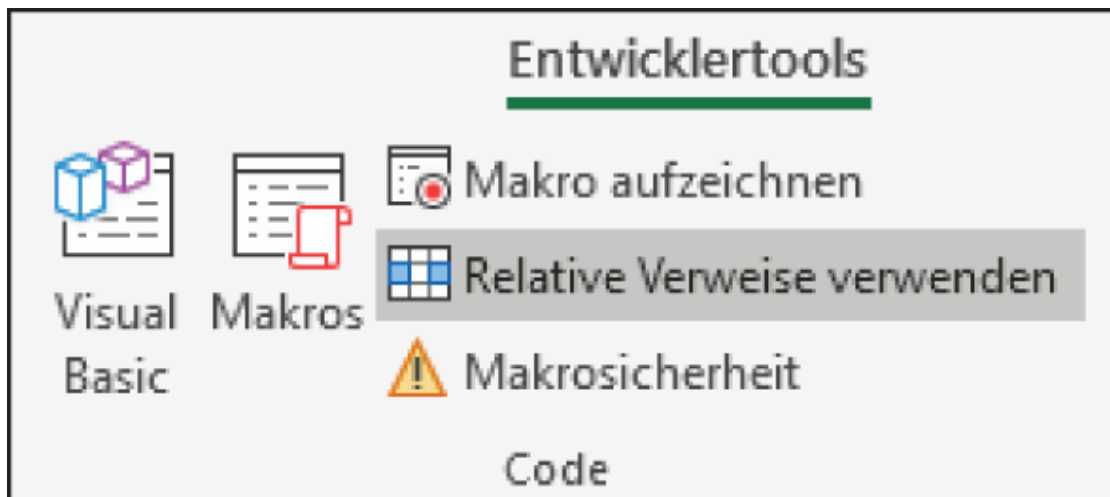 Entwicklertools
Visual
Basic
Makros
Makro aufzeichnen
Relative Verweise verwenden
Makrosicherheit
Code